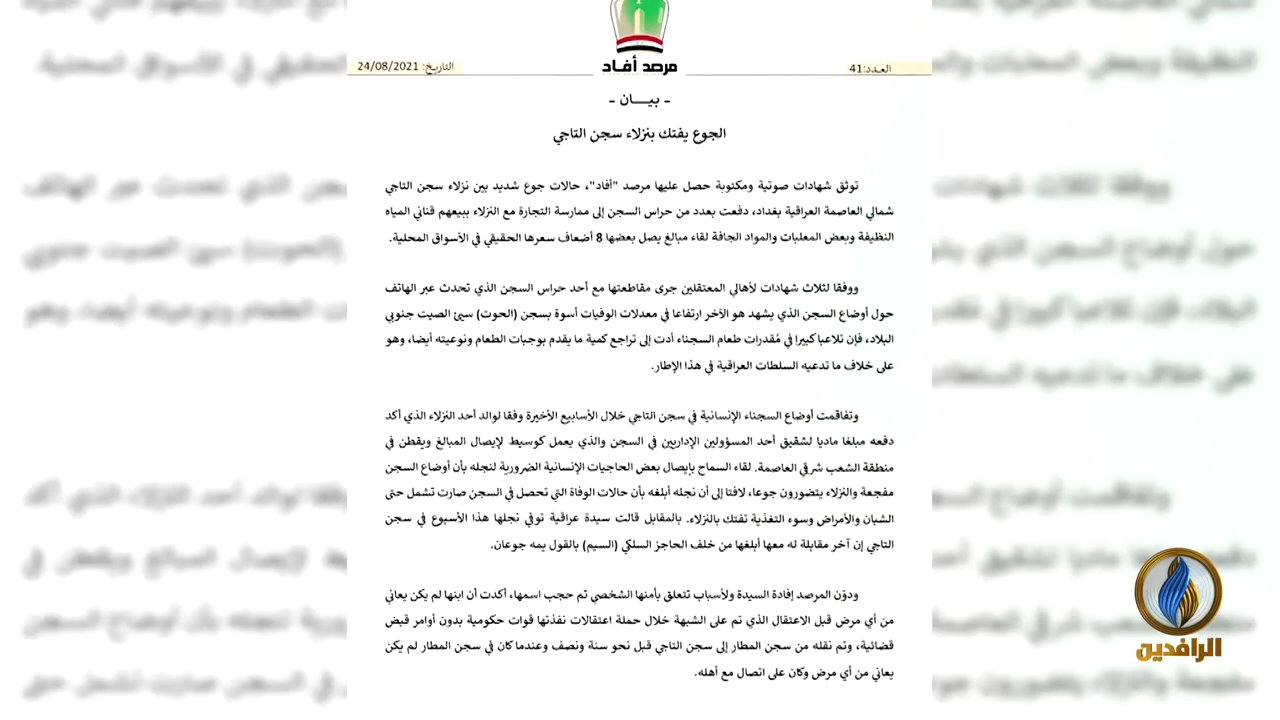 مرصد أفاد
العدد:41
التاريخ: 24/08/2021
- بيـــان -
الجوع يفتك بنزلاء سجن التاجي
توثق شهادات صوتية ومكتوبة حصل عليها مرصد "أفاد"، حالات جوع شديد بين نزلاء سجن التاجي
شمالي العاصمة العراقية بغداد، دفعت بعدد من حراس السجن إلى ممارسة التجارة مع النزلاء ببيعهم قناني المياه
النظيفة وبعض المعلبات والمواد الجافة لقاء مبالغ يصل بعضها 8 أضعاف سعرها الحقيقي في الأسواق المحلية.
ووفقا لثلاث شهادات لأهالي المعتقلين جرى مقاطعتها مع أحد حراس السجن الذي تحدث عبر الهاتف
حول أوضاع السجن الذي يشهد هو الآخر ارتفاعا في معدلات الوفيات أسوة بسجن (الحوت) سيئ الصيت جنوبي
البلاد، فإن تلاعبا كبيرا في مُقدرات طعام السجناء أدت إلى تراجع كمية ما يقدم بوجبات الطعام ونوعيته أيضا، وهو
على خلاف ما تدعيه السلطات العراقية في هذا الإطار.
وتفاقمت أوضاع السجناء الإنسانية في سجن التاجي خلال الأسابيع الأخيرة وفقا لوالد أحد النزلاء الذي أكد
دفعه مبلغا ماديا لشقيق أحد المسؤولين الإداريين في السجن والذي يعمل كوسيط لإيصال المبالغ ويقطن في
منطقة الشعب شرقي العاصمة. لقاء السماح بإيصال بعض الحاجيات الإنسانية الضرورية لنجله بأن أوضاع السجن
مفجعة والنزلاء يتضورون جوعا، لافتا إلى أن نجله أبلغه بأن حالات الوفاة التي تحصل في السجن صارت تشمل حتى
الشبان والأمراض وسوء التغذية تفتك بالنزلاء. بالمقابل قالت سيدة عراقية توفي نجلها هذا الأسبوع في سجن
التاجي إن آخر مقابلة له معها أبلغها من خلف الحاجز السلكي (السيم) بالقول يمه جوعان.
ودوّن المرصد إفادة السيدة ولأسباب تتعلق بأمنها الشخصي تم حجب اسمها، أكدت أن ابنها لم يكن يعاني
من أي مرض قبل الاعتقال الذي تم على الشبهة خلال حملة اعتقالات نفذتها قوات حكومية بدون أوامر قبض
قضائية، وتم نقله من سجن المطار إلى سجن التاجي قبل نحو سنة ونصف وعندما كان في سجن المطار لم يكن
يعاني من أي مرض وكان على اتصال مع أهله.
الرافدين